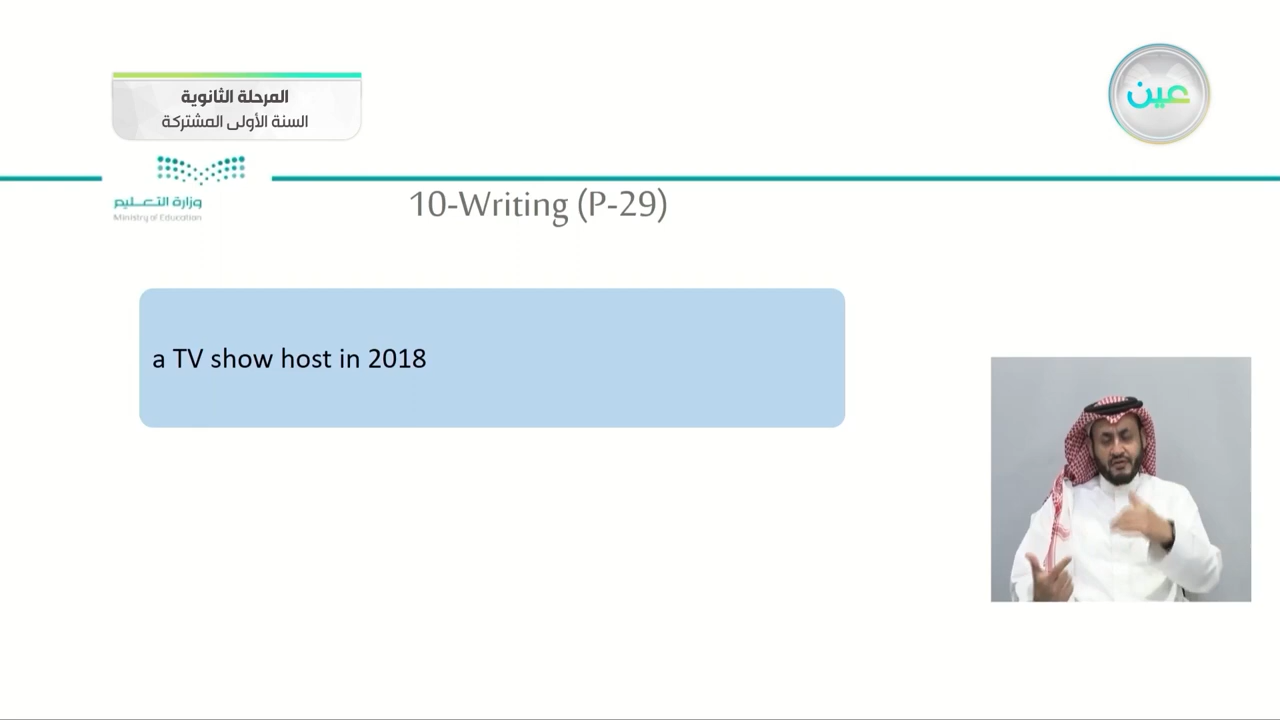 المرحلة الثانوية
السنة الأولى المشتركة
عين
وزارة التعليم
Ministry of Education
10-Writing (P-29)
a TV show host in 2018